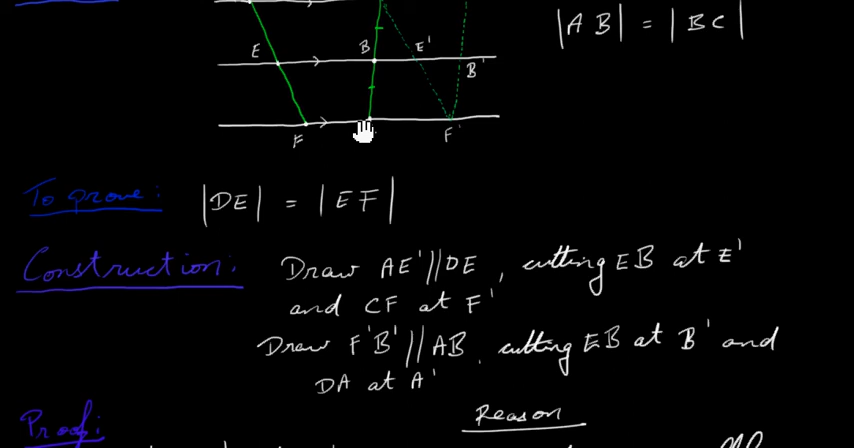 |AB| = |BC|
E
B
E'
B'
F
F'
To prove: |DE| = |EF|
Construction: Draw AE' // DE, cutting EB at E'
and CF at F'
Draw F'B' // AB, cutting EB at B' and
DA at A'
Proof: Reason